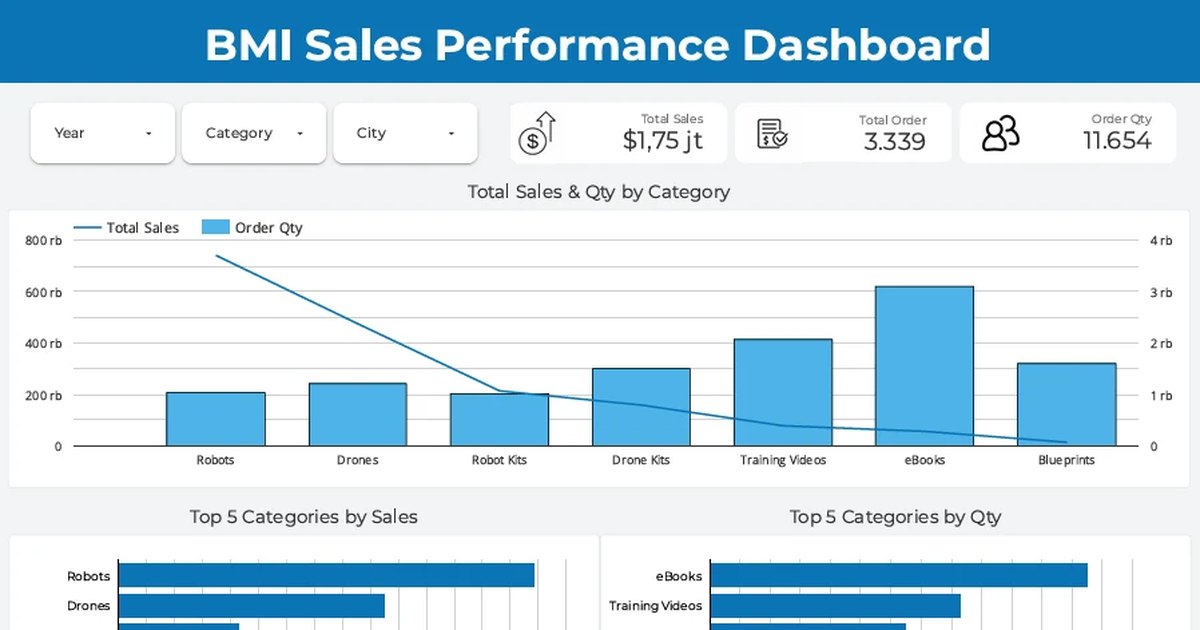 BMI Sales Performance Dashboard
Year
Category
City
Total Sales
$1,75 jt
Total Order
3.339
Order Qty
11.654
Total Sales & Qty by Category
Total Sales
Order Qty
800 rb
600 rb
400 rb
200 rb
0
4 rb
3 rb
2 rb
1 rb
0
Robots Drones Robot Kits Drone Kits Training Videos eBooks Blueprints
Top 5 Categories by Sales
Robots
Drones
Top 5 Categories by Qty
eBooks
Training Videos